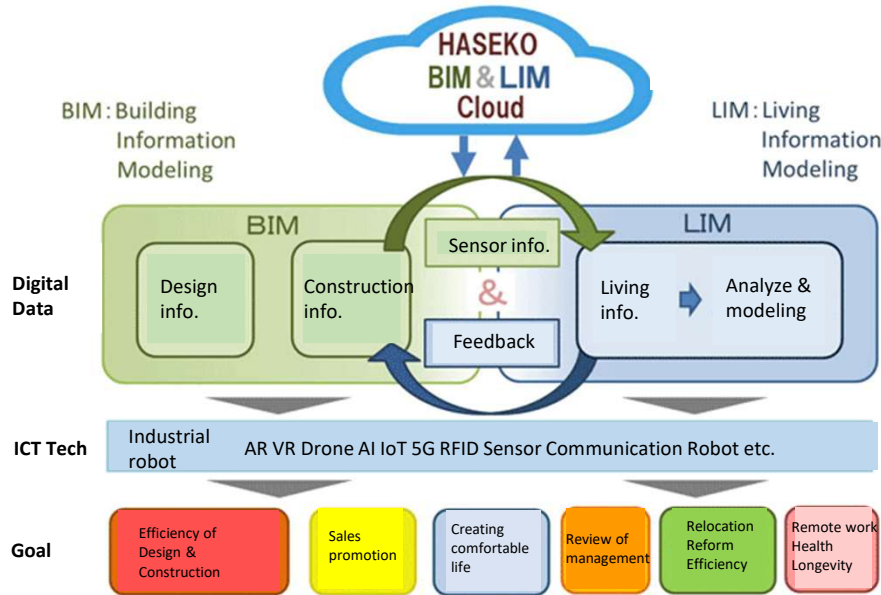 HASEKO
BIM & LIM
Cloud
BIM : Building
Information
Modeling
LIM : Living
Information
Modeling
BIM
LIM
Digital
Data
Design
info.
Construction
info.
Sensor info.
&
Feedback
Living
info.
Analyze &
modeling
ICT Tech
Industrial
robot
AR VR Drone AI IoT 5G RFID Sensor Communication Robot etc.
Goal
Efficiency of
Design &
Construction
Sales
promotion
Creating
comfortable
life
Review of
management
Relocation
Reform
Efficiency
Remote work
Health
Longevity